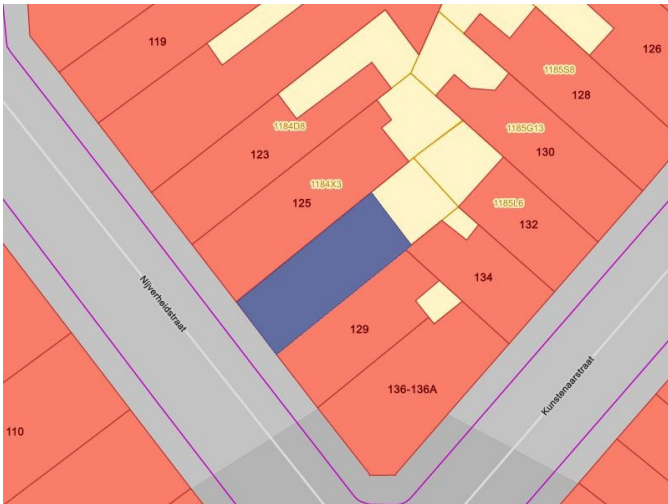 119
126
1185S8
128
1184D8
1185G13
123
130
1184X3
125
1185L6
132
134
Nijverheidstraat
129
136-136A
Kunstenaarstraat
110